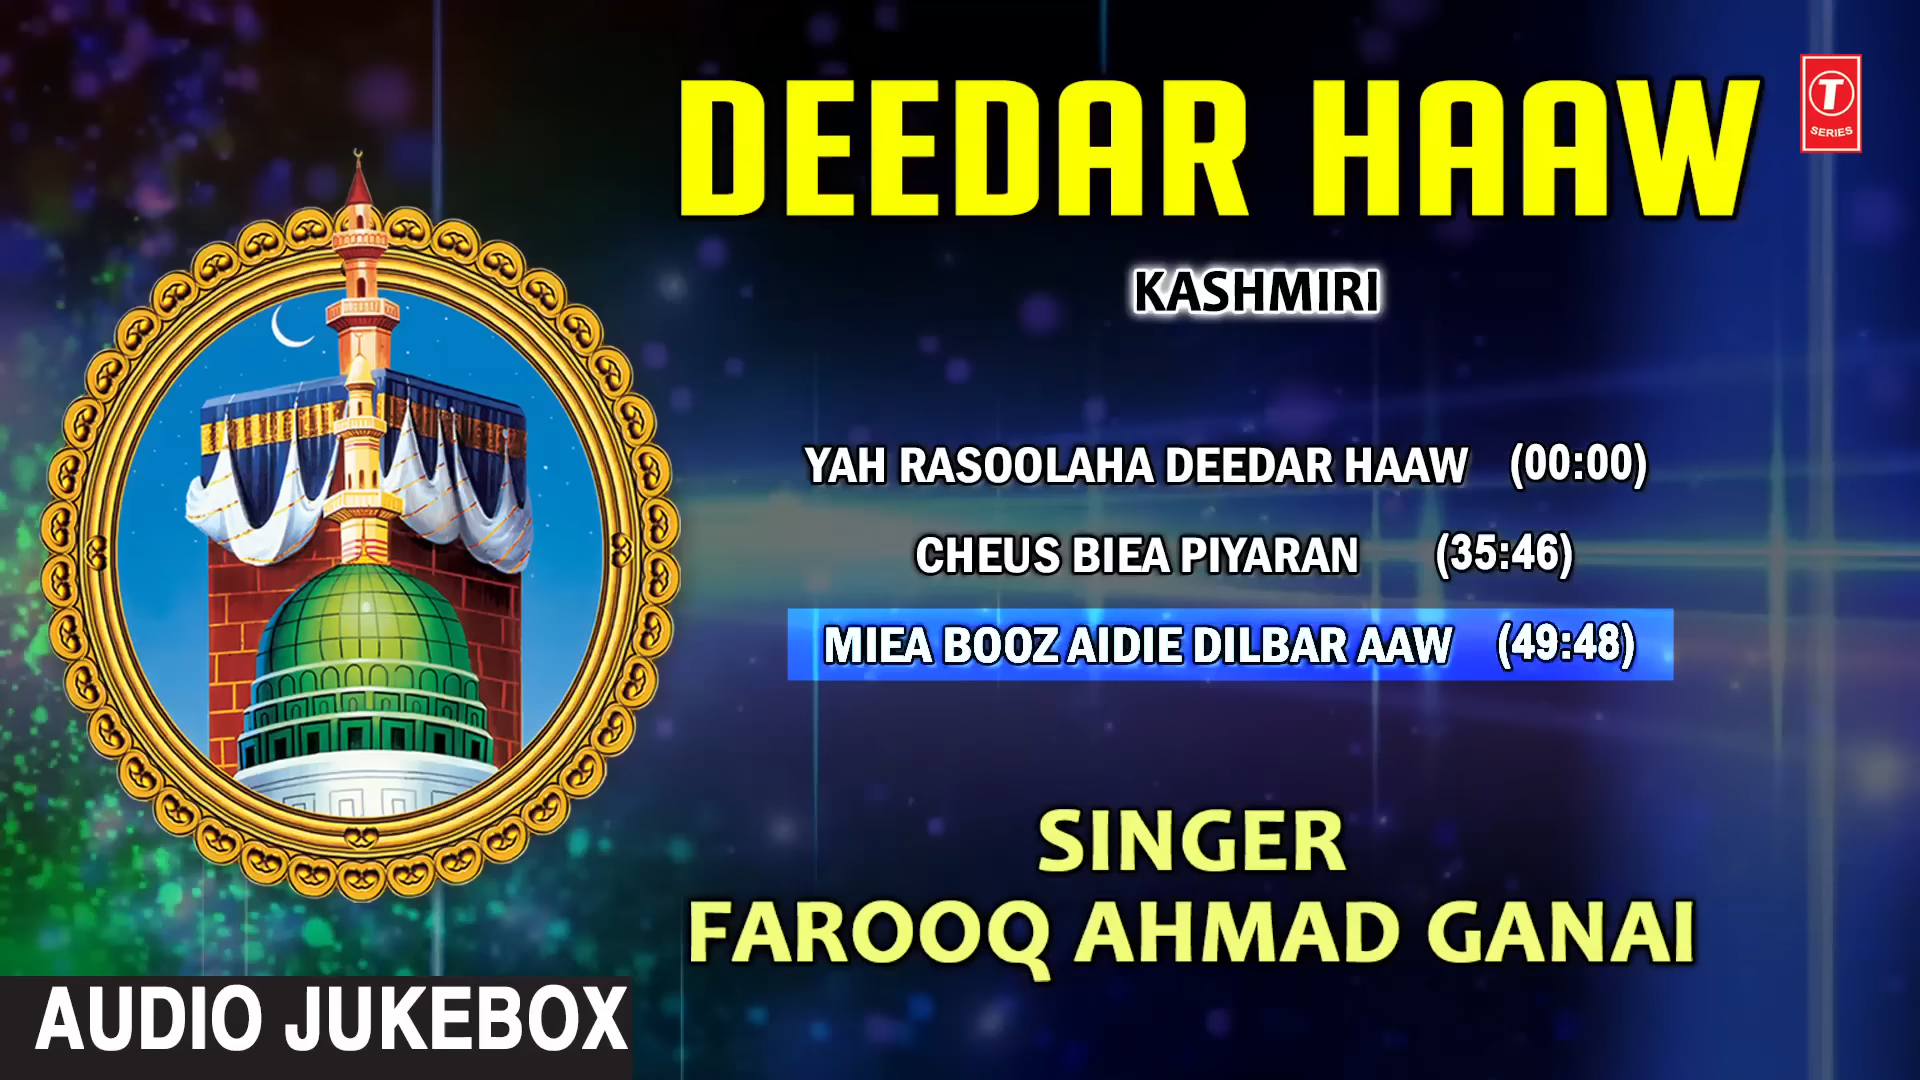 DEEDAR HAAW
T
SERIES
KASHMIRI
YAH RASOOLAHA DEEDAR HAAW (00:00)
CHEUS BIEA PIYARAN (35:46)
MIEA BOOZ AIDIE DILBAR AAW (49:48)
SINGER
FAROOQ AHMAD GANAI
AUDIO JUKEBOX